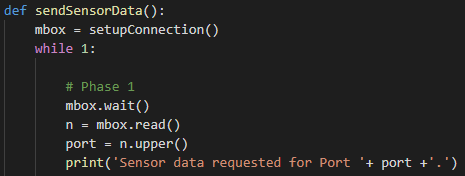 def sendSensorData():
    mbox = setupConnection()
    while 1:
        # Phase 1
        mbox.wait()
        n = mbox.read()
        port = n.upper()
        print('Sensor data requested for Port '+ port +'.')